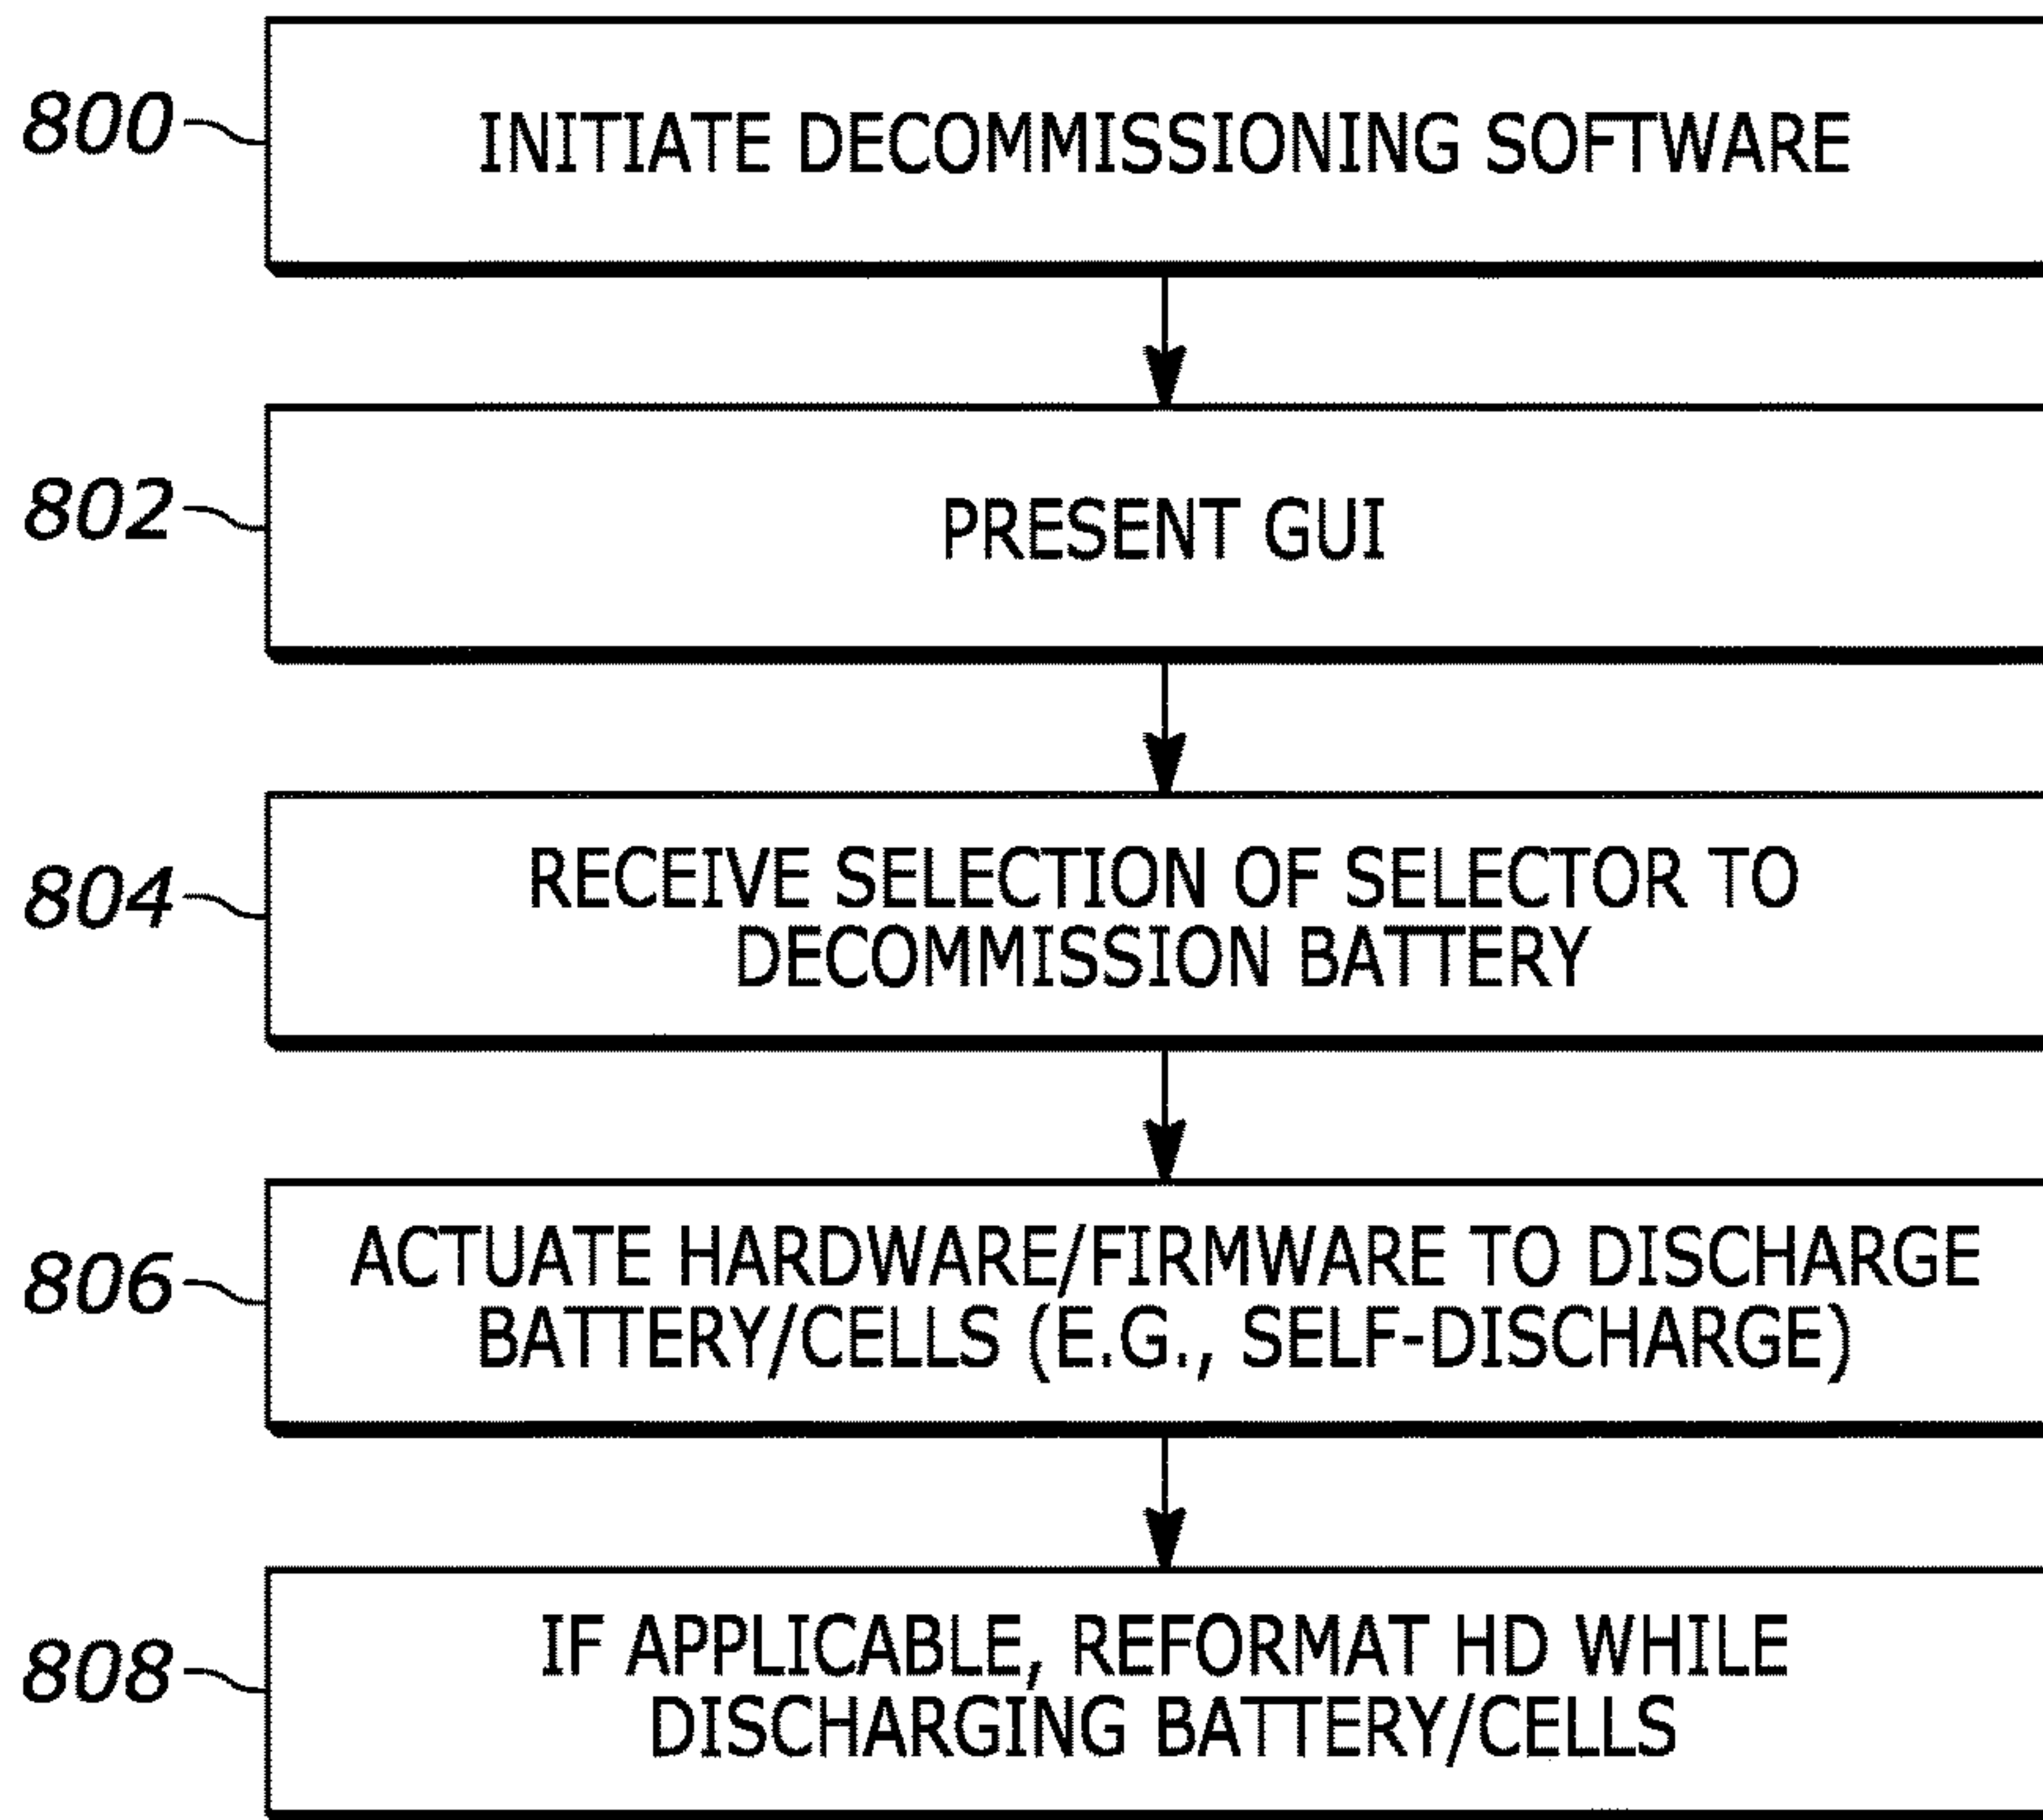 800
INITIATE DECOMMISSIONING SOFTWARE
802
PRESENT GUI
804
RECEIVE SELECTION OF SELECTOR TO
DECOMMISSION BATTERY
806
ACTUATE HARDWARE/FIRMWARE TO DISCHARGE
BATTERY/CELLS (E.G., SELF-DISCHARGE)
808
IF APPLICABLE, REFORMAT HD WHILE
DISCHARGING BATTERY/CELLS